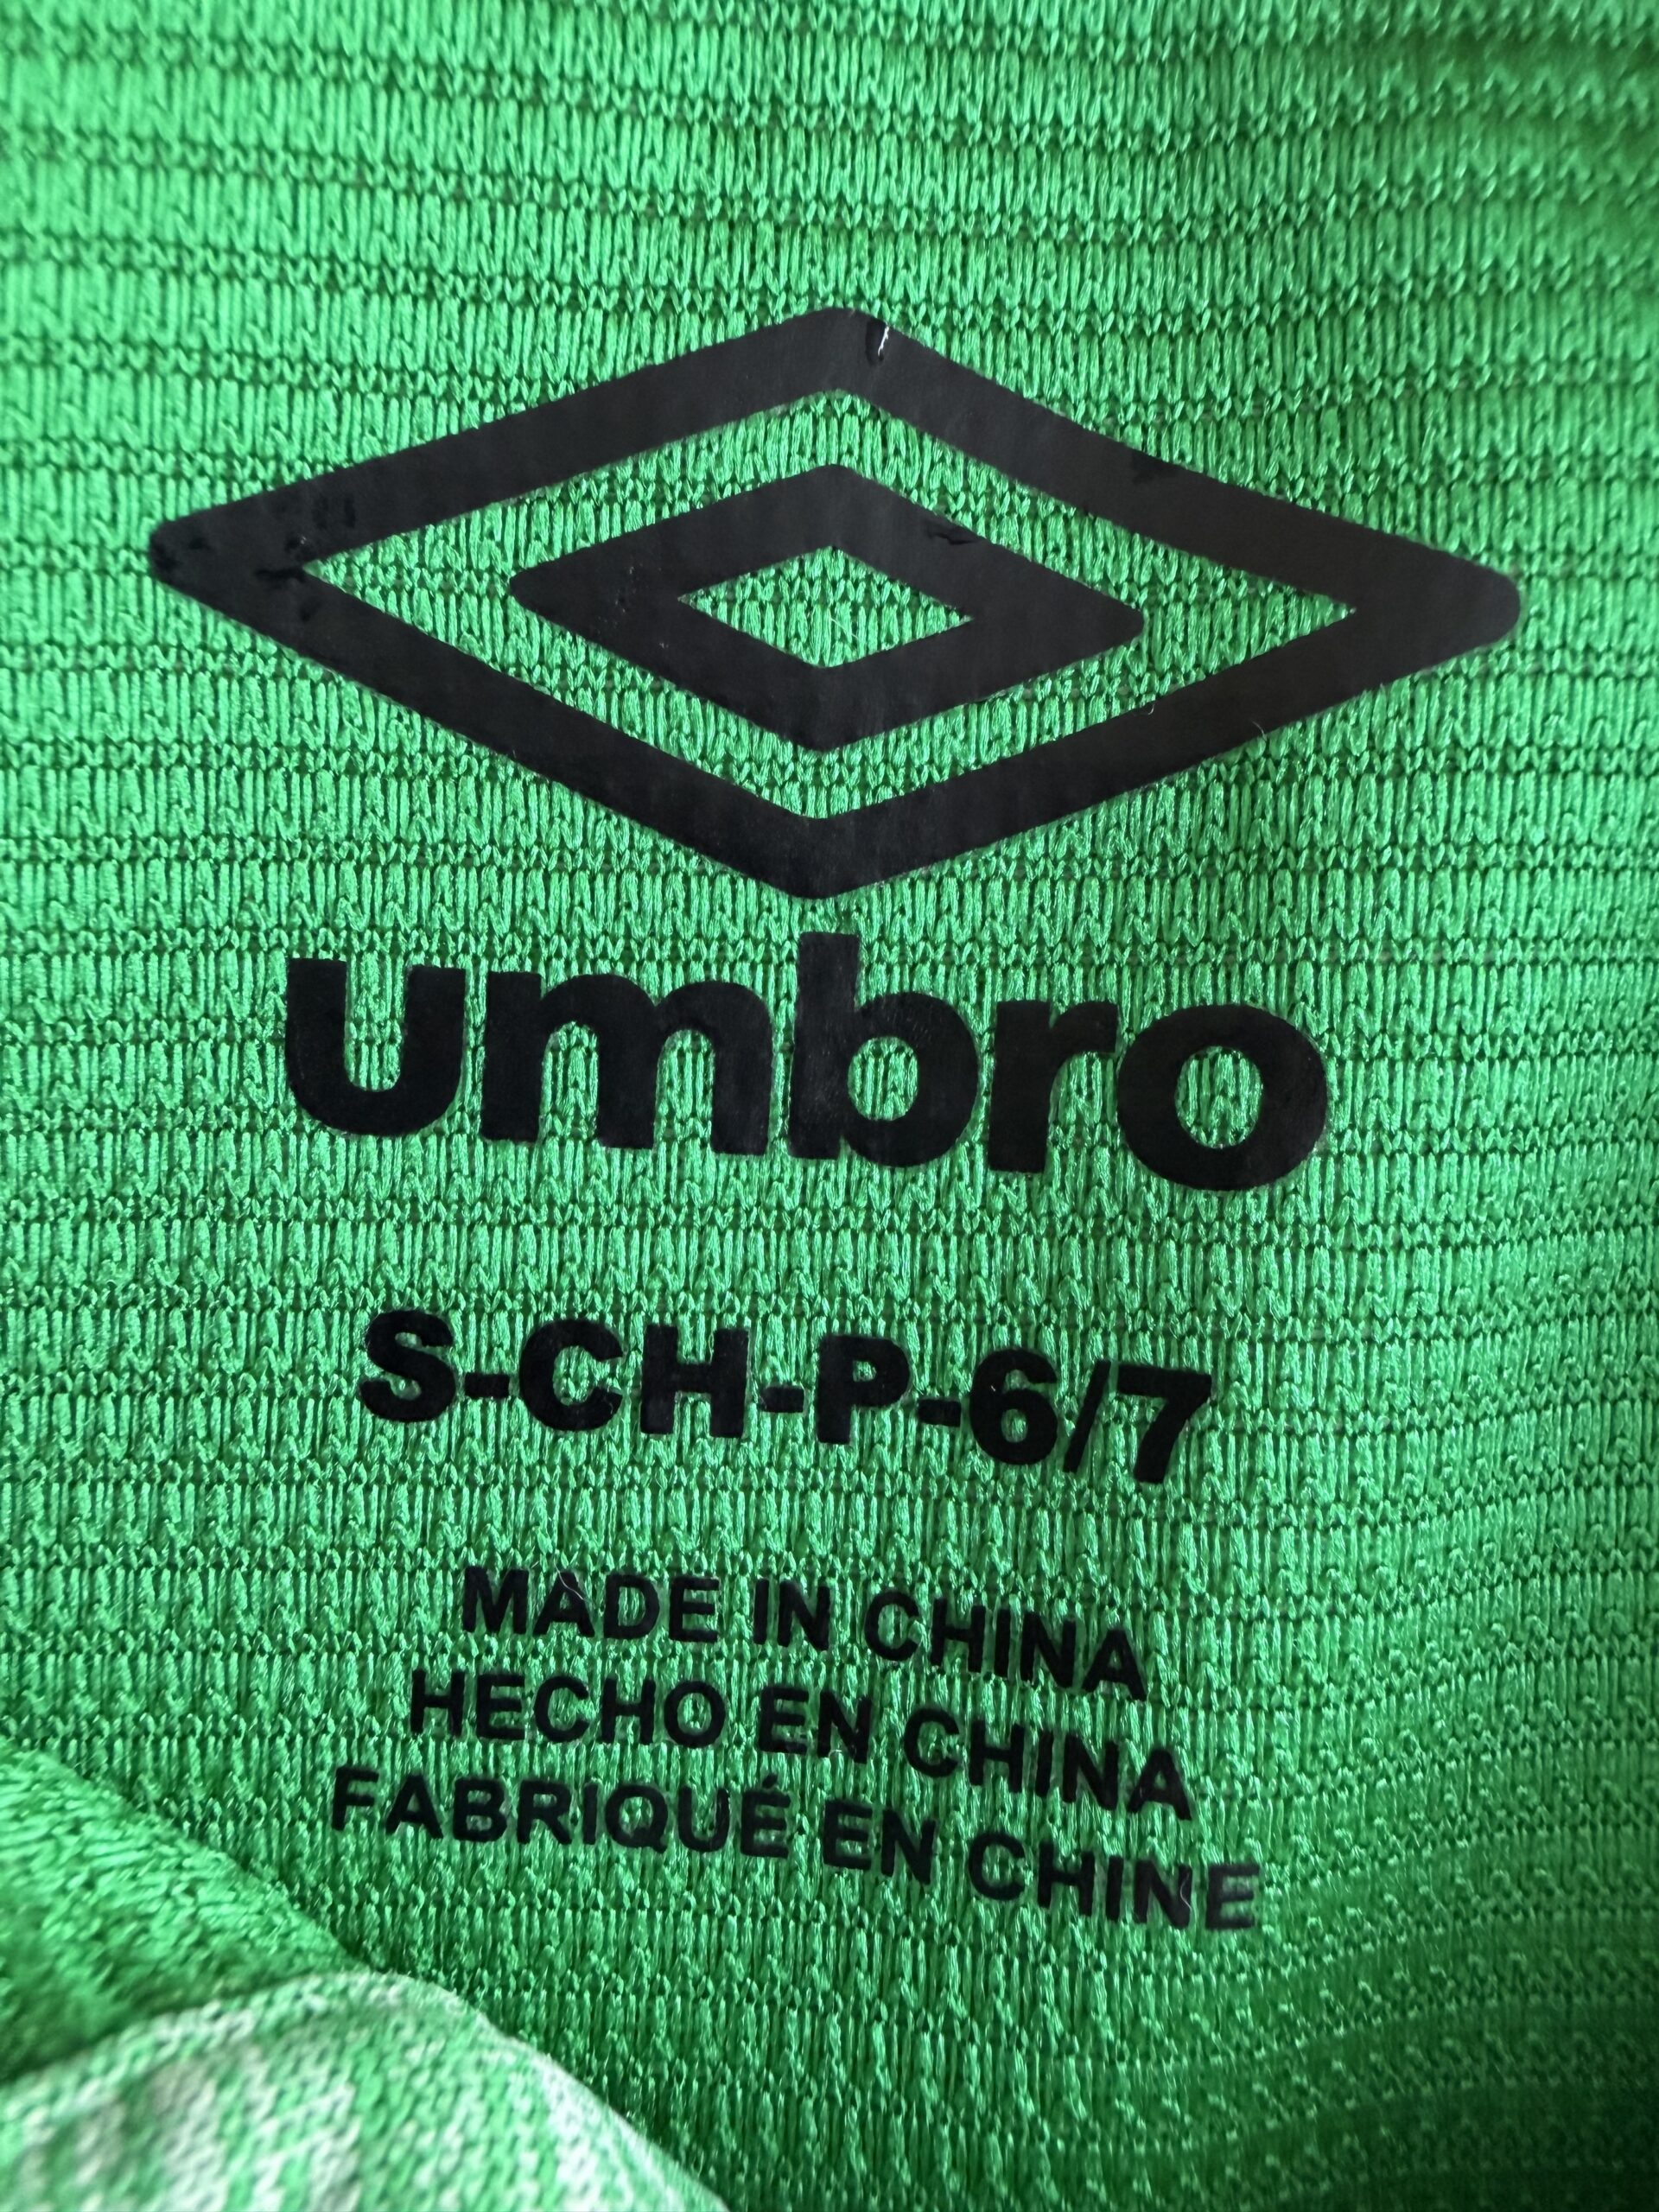 umbro
S-CH-P-6/7
MADE IN CHINA
HECHO EN CHINA
FABRIQUÉ EN CHINE